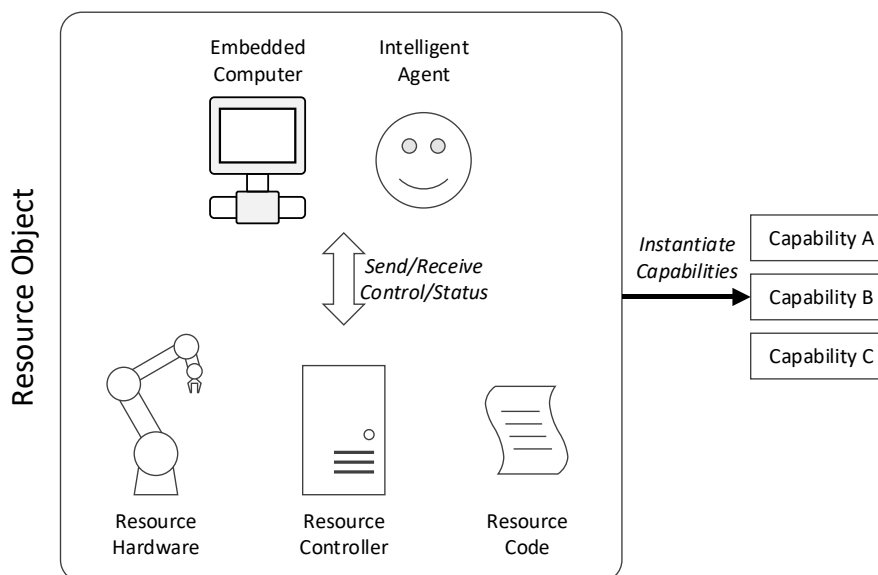 Embedded
Computer
Intelligent
Agent
Resource Object
Send/Receive
Control/Status
Instantiate
Capabilities
Capability A
Capability B
Capability C
Resource
Hardware
Resource
Controller
Resource
Code